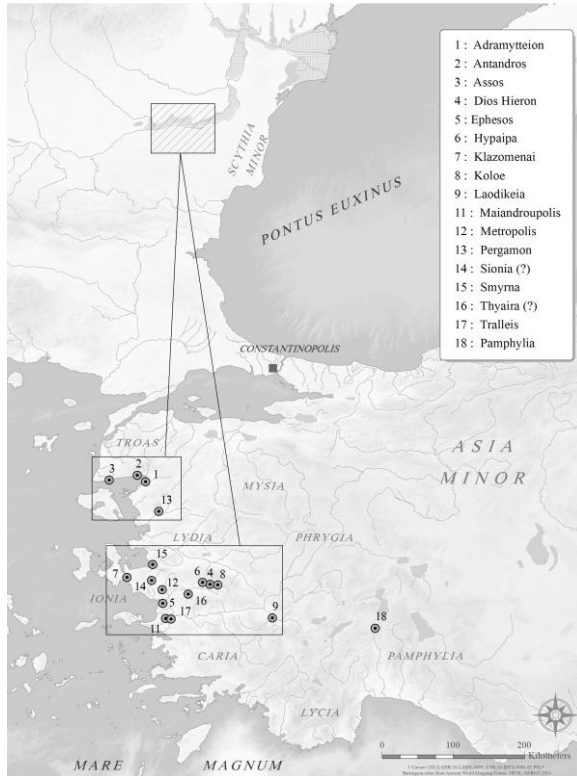 1 : Adramytteion
2 : Antandros
3 : Assos
4 : Dios Hieron
5 : Ephesos
6 : Hypaipa
7 : Klazomenai
8 : Koloe
9 : Laodikeia
11 : Maiandroupolis
12 : Metropolis
13 : Pergamon
14 : Sionia (?)
15 : Smyrna
16 : Thyaira (?)
17 : Tralleis
18 : Pamphylia
SCYTHIA
MINOR
PONTUS EUXINUS
CONSTANTINOPOLIS
TROAS
ASIA
MINOR
2
3
1
MYSIA
13
LYDIA
PHRYGIA
15
7
6 4 8
14
12
16
IONIA
5
9
17
11
18
CARIA
PAMPHYLIA
LYCIA
0 100 200
Kilometers
MARE MAGNUM